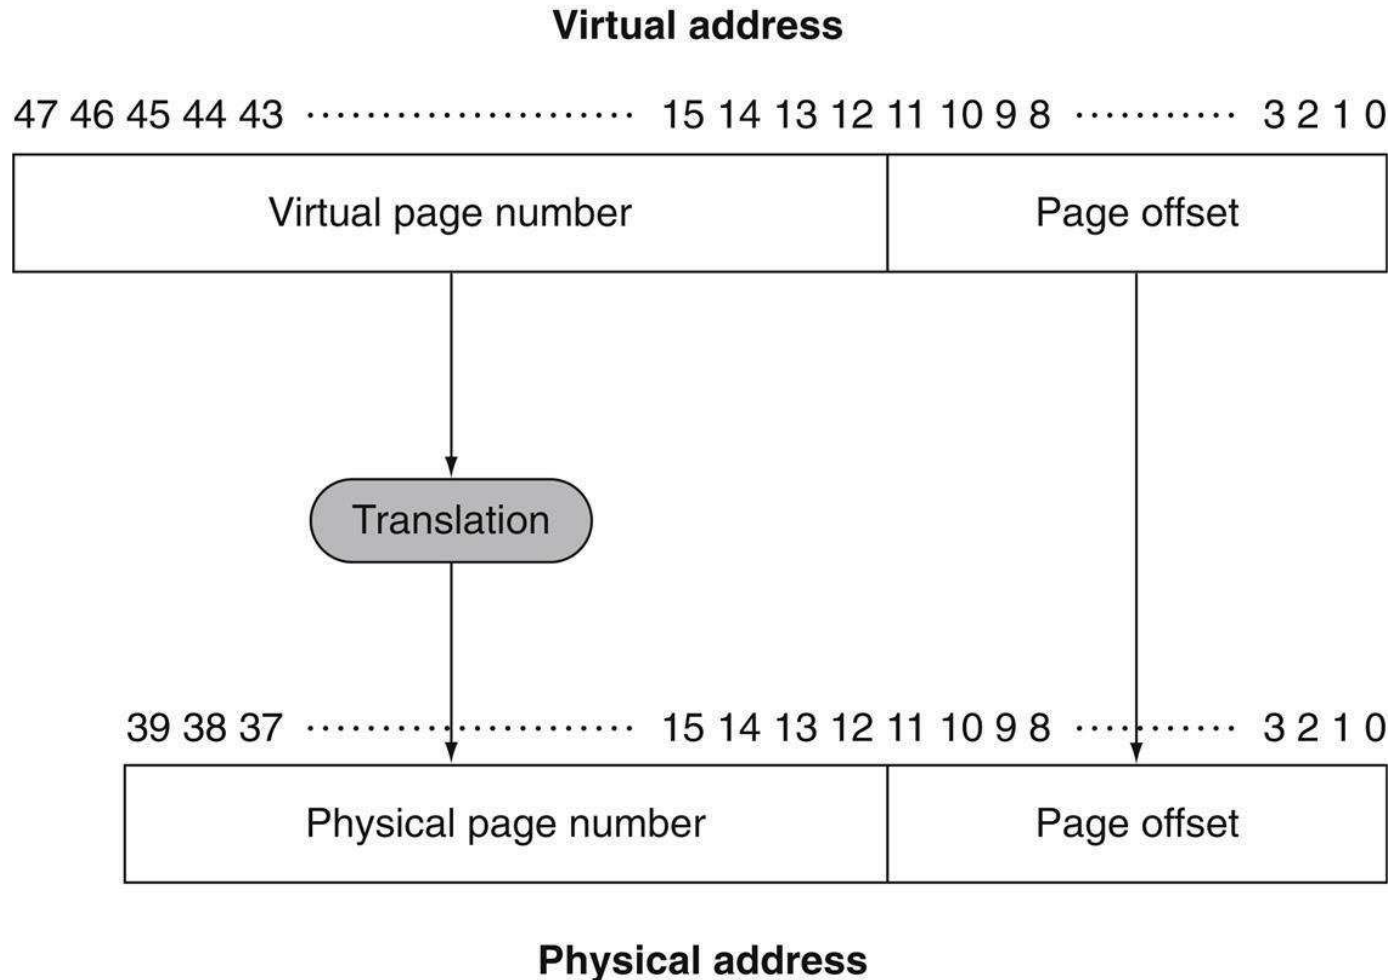 Virtual address
47 46 45 44 43 ······················ 15 14 13 12 11 10 9 8 ··········· 3 2 1 0
Virtual page number Page offset
Translation
39 38 37 ······················ 15 14 13 12 11 10 9 8 ··········· 3 2 1 0
Physical page number Page offset
Physical address